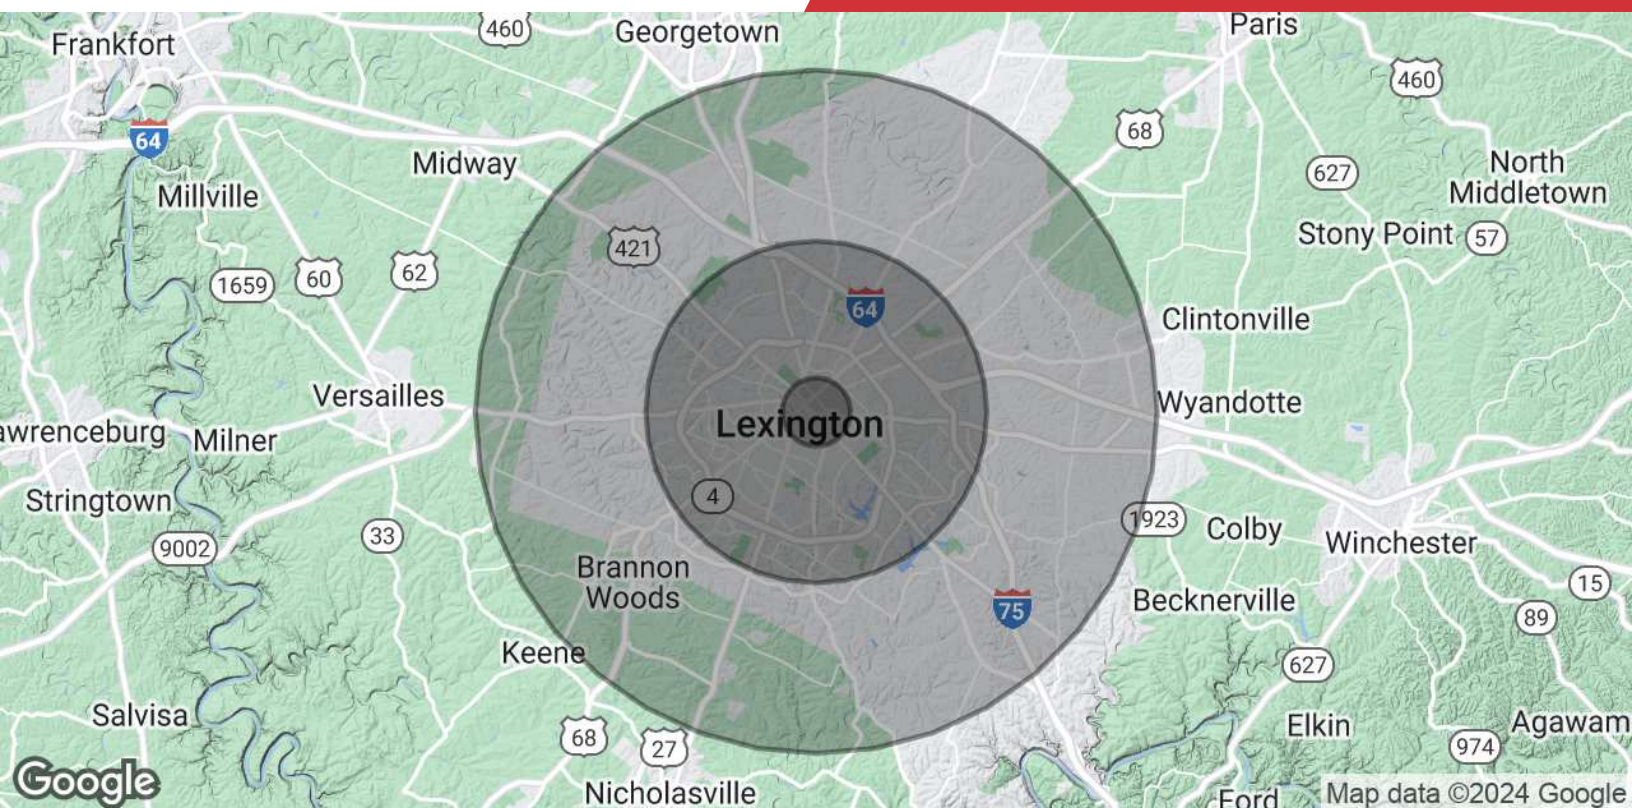 460
Georgetown
Paris
Frankfort
460
68
64
Midway
North
Middletown
627
Millville
421
Stony Point
57
62
60
1659
64
Clintonville
Versailles
Wyandotte
Lexington
awrenceburg
Milner
4
Stringtown
1923
Colby
33
9002
Winchester
Brannon
Woods
15
75
Becknerville
89
Keene
627
Salvisa
Elkin
Agawam
68
27
974
Google
Nicholasville
Ford
Map data ©2024 Google